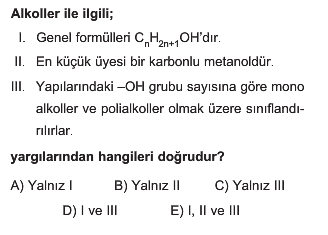 Alkoller ile ilgili;
I. Genel formülleri CnH2n+1OH’dır.
II. En küçük üyesi bir karbonlu metanoldür.
III. Yapılarındaki –OH grubu sayısına göre mono
alkoller ve polialkoller olmak üzere sınıflandı-
rılırlar.
yargılarından hangileri doğrudur?
A) Yalnız I B) Yalnız II C) Yalnız III
D) I ve III E) I, II ve III